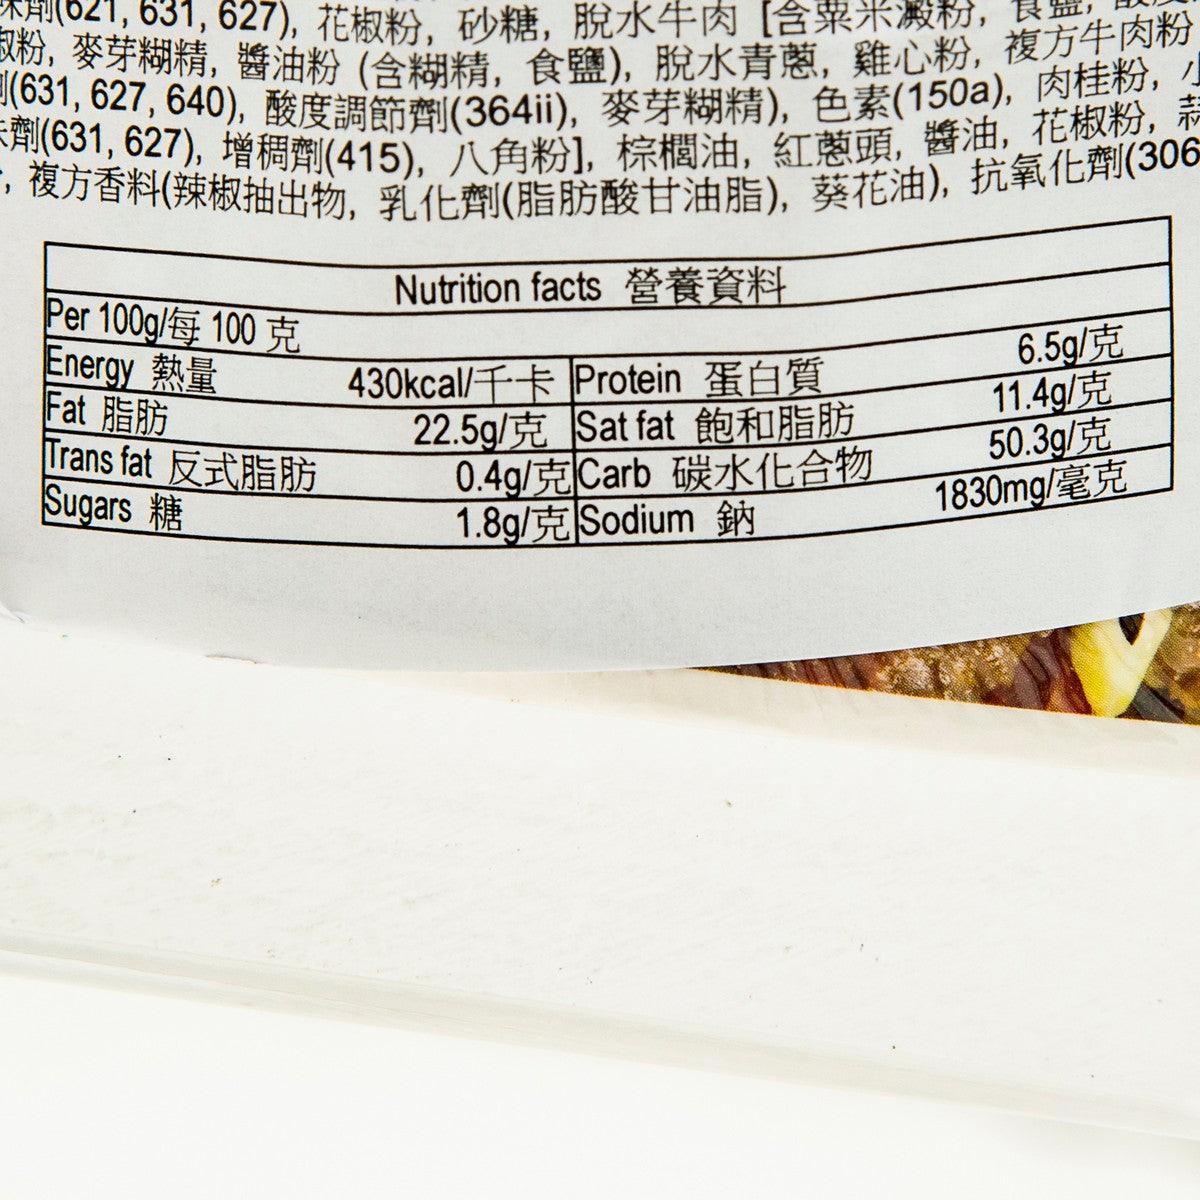 劑(621, 631, 627), 花椒粉, 砂糖, 脫水牛肉 [含粟米澱粉, 食鹽,
椒粉, 麥芽糊精, 醬油粉 (含糊精, 食鹽), 脫水青蔥, 雞心粉, 複方牛肉粉
(631, 627, 640), 酸度調節劑(364ii), 麥芽糊精), 色素(150a), 肉桂粉,
劑(631, 627), 增稠劑(415), 八角粉], 棕櫚油, 紅蔥頭, 醬油, 花椒粉, 蒜
, 複方香料(辣椒抽出物, 乳化劑(脂肪酸甘油脂), 葵花油), 抗氧化劑(306
Nutrition facts 營養資料
Per 100g/每 100 克
Energy 熱量 430kcal/千卡 Protein 蛋白質 6.5g/克
Fat 脂肪 22.5g/克 Sat fat 飽和脂肪 11.4g/克
Trans fat 反式脂肪 0.4g/克 Carb 碳水化合物 50.3g/克
Sugars 糖 1.8g/克 Sodium 鈉 1830mg/毫克